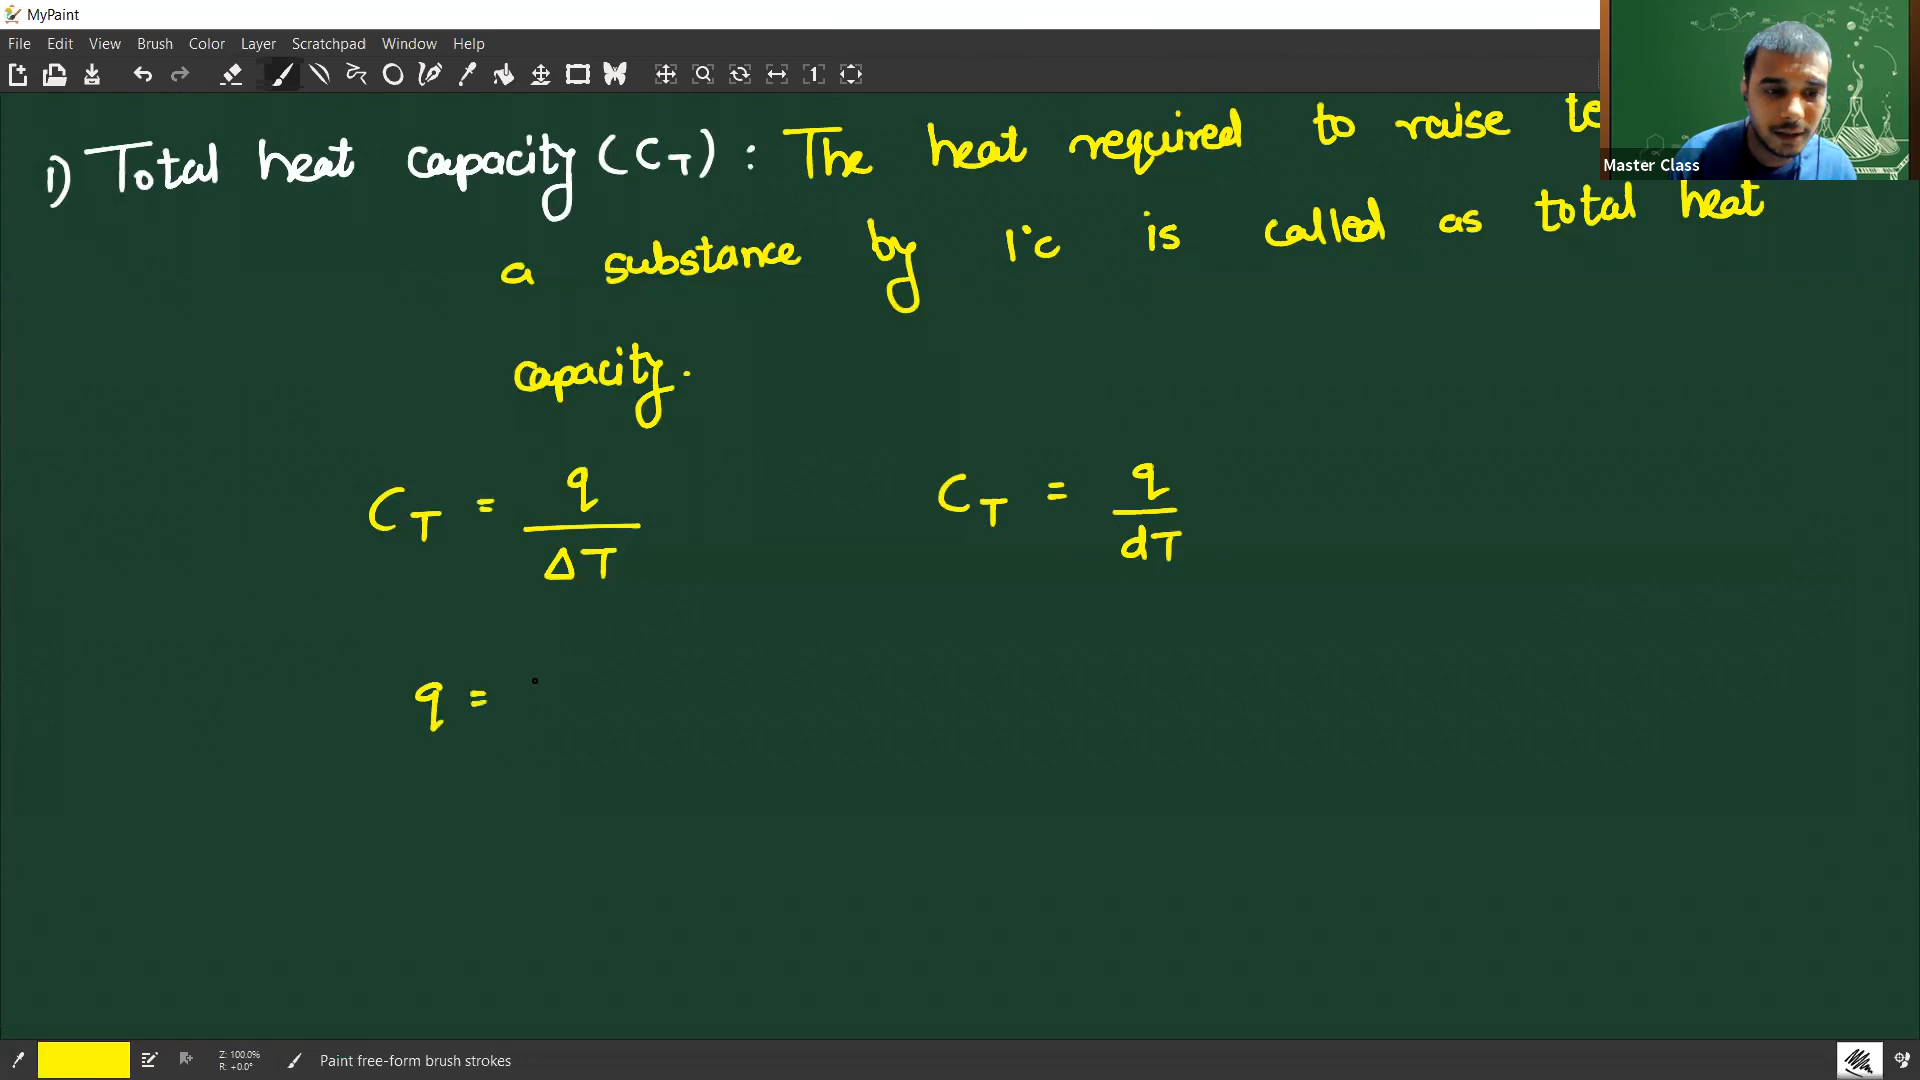 MyPaint
File Edit View Brush Color Layer Scratchpad Window Help
Master Class
1) Total heat capacity (CT) : The heat required to raise te
a substance by 1°c is called as total heat
capacity.
CT = q / ΔT CT = q / dT
q =
Z: 100.0%
R: +0.0°
Paint free-form brush strokes